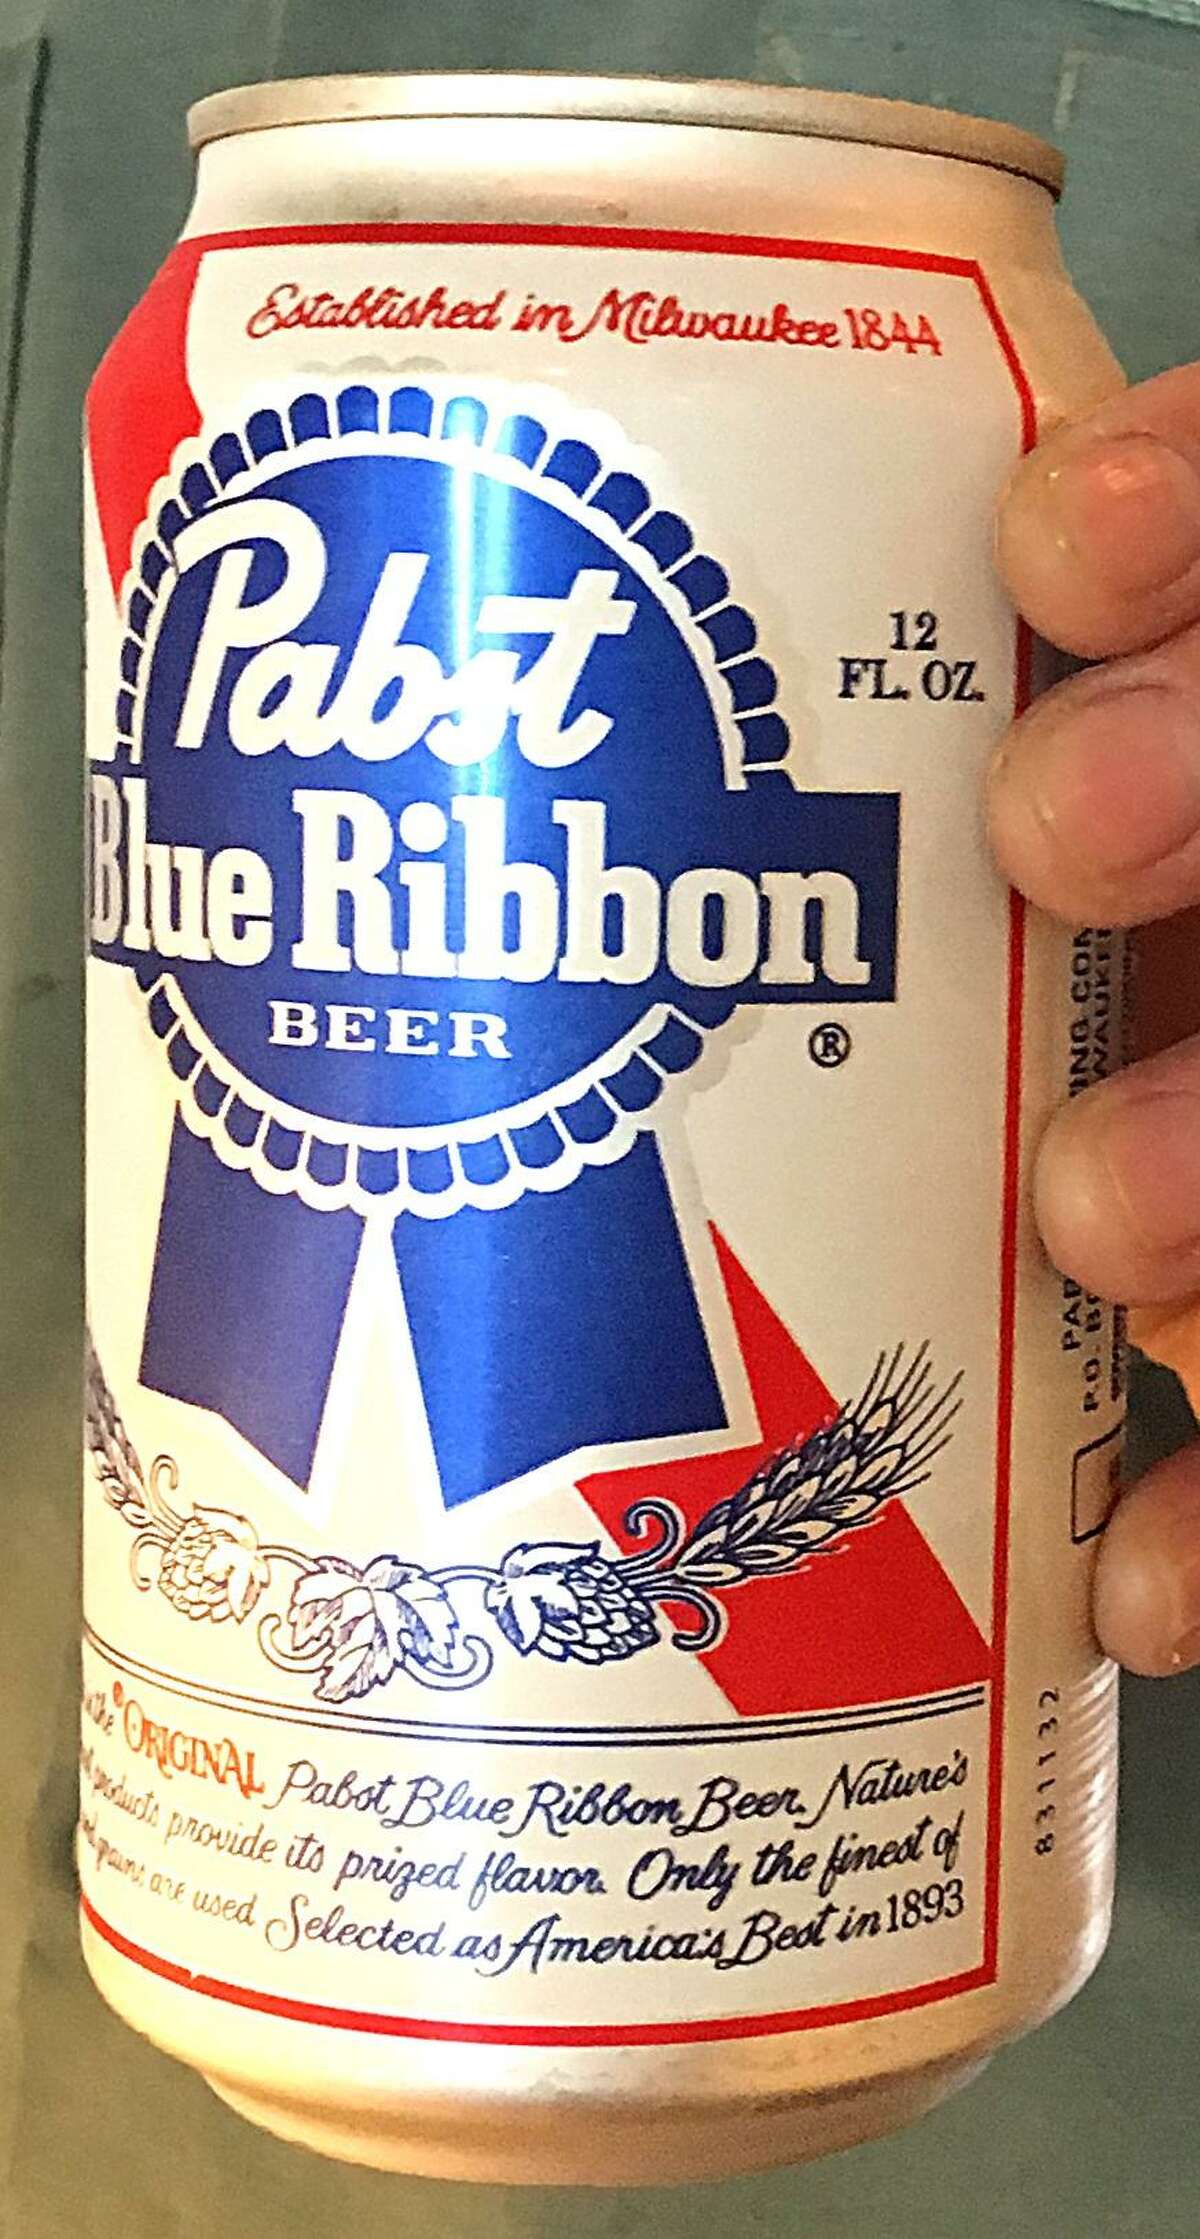 Established in Milwaukee 1844
Pabst
Blue Ribbon
BEER
®
12
FL. OZ.
the ORIGINAL Pabst Blue Ribbon Beer. Nature's
products provide its prized flavor. Only the finest of
grains are used. Selected as America's Best in 1893
831132
P.O. B